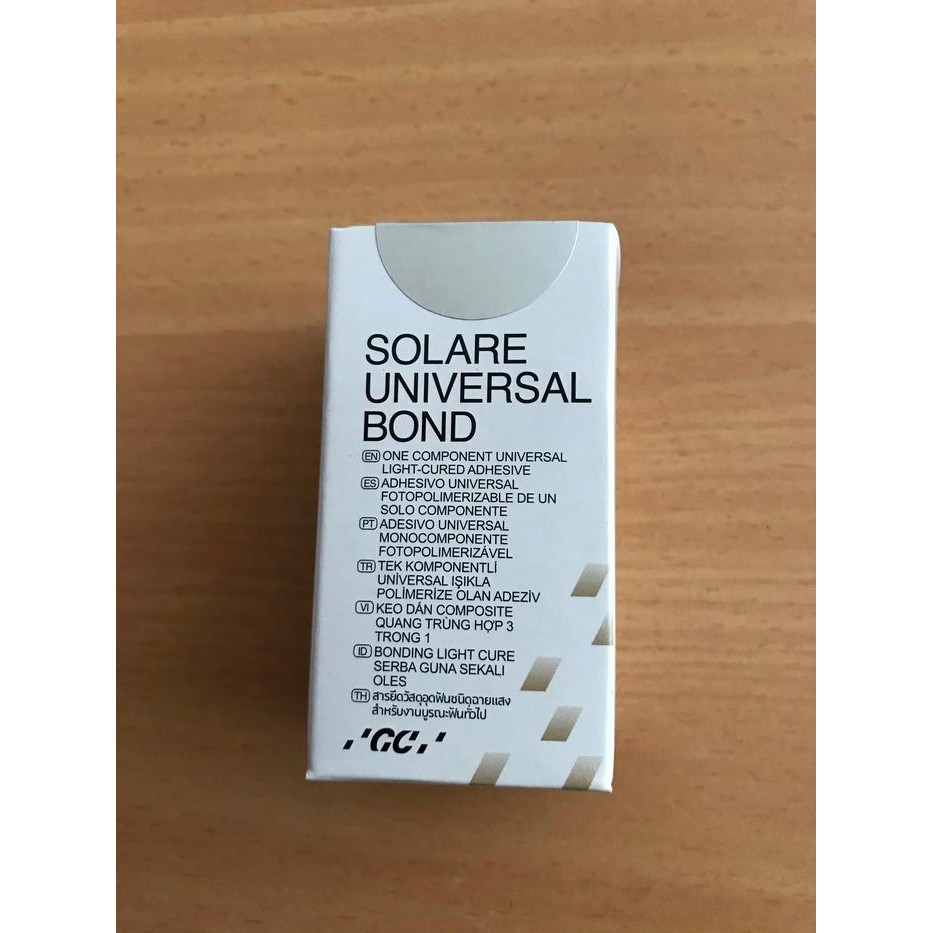 SOLARE
UNIVERSAL
BOND
EN ONE COMPONENT UNIVERSAL
LIGHT-CURED ADHESIVE
ES ADHESIVO UNIVERSAL
FOTOPOLIMERIZABLE DE UN
SOLO COMPONENTE
PT ADESIVO UNIVERSAL
MONOCOMPONENTE
FOTOPOLIMERIZÁVEL
TR TEK KOMPONENTLİ
UNİVERSAL IŞIKLA
POLİMERİZE OLAN ADEZİV
VI KEO DÁN COMPOSITE
QUANG TRÙNG HỢP 3
TRONG 1
ID BONDING LIGHT CURE
SERBA GUNA SEKALI
OLES
TH สารยึดวัสดุอุดฟันชนิดฉายแสง
สำหรับงานบูรณะฟันทั่วไป
GC